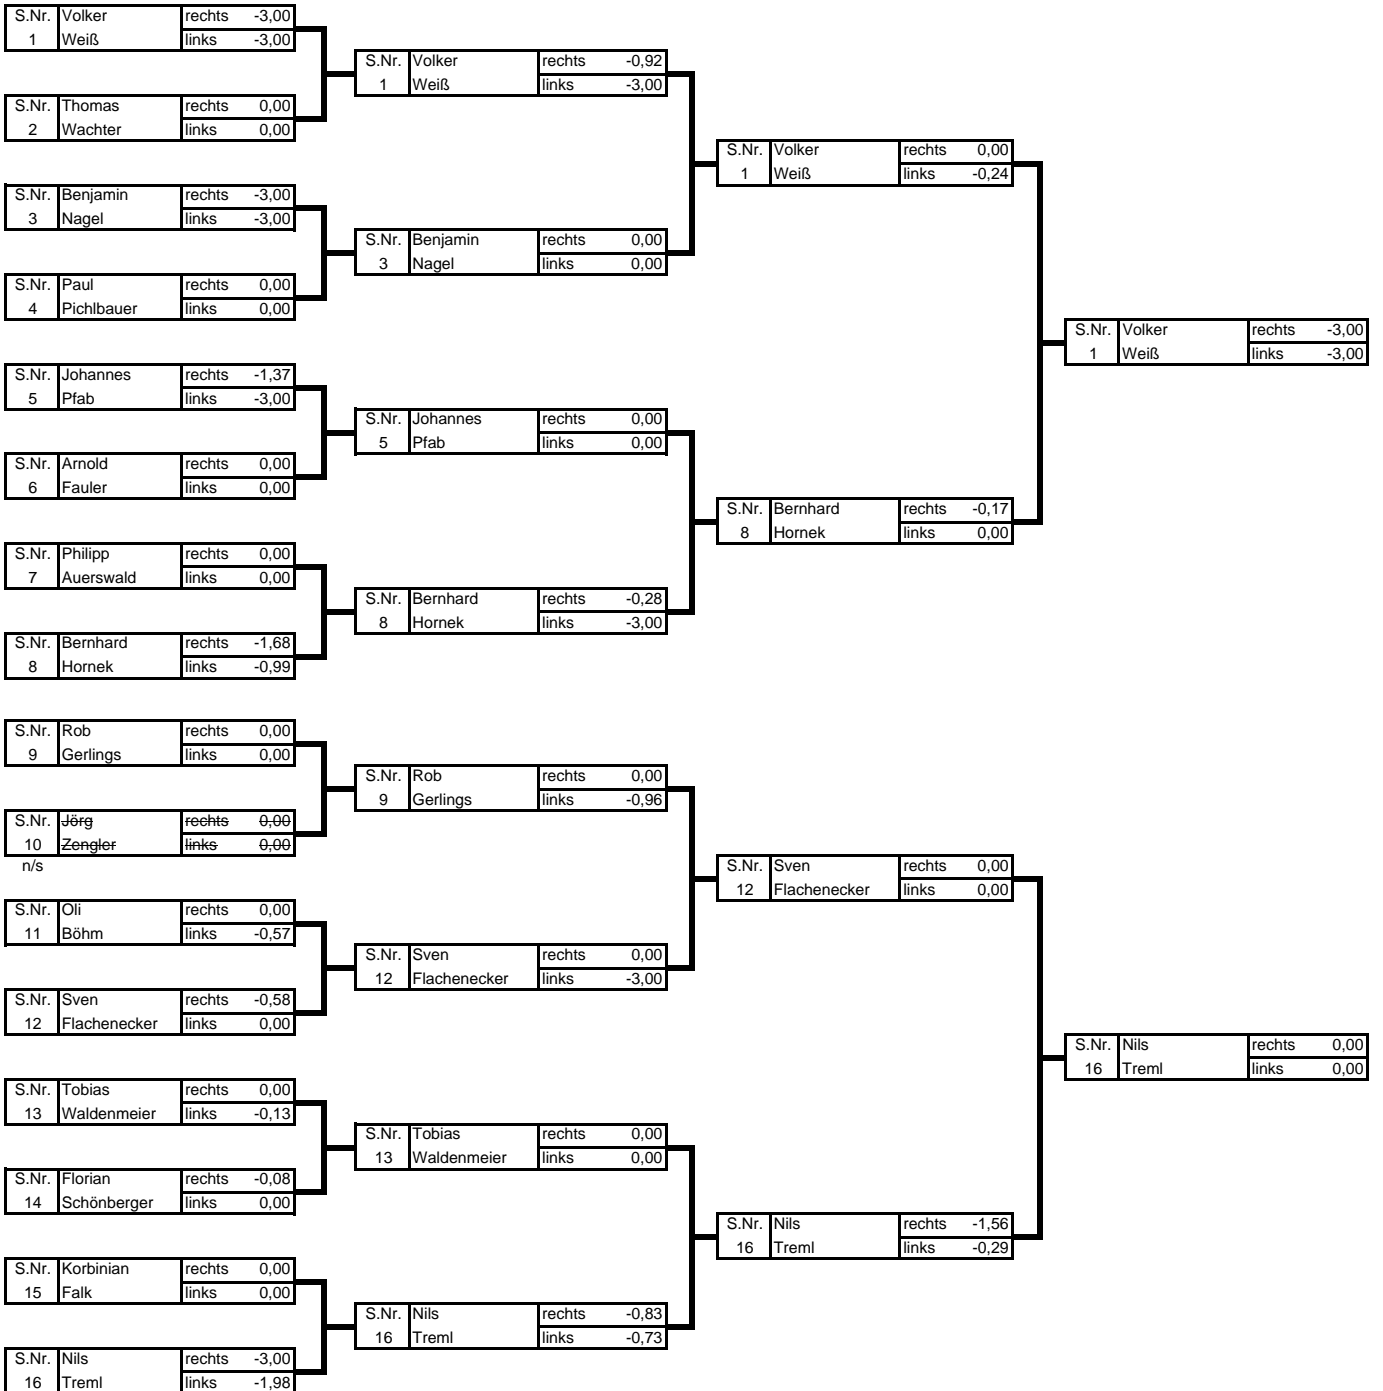 S.Nr. Volker rechts -3,00
1 Weiß links -3,00
S.Nr. Thomas rechts 0,00
2 Wachter links 0,00
S.Nr. Benjamin rechts -3,00
3 Nagel links -3,00
S.Nr. Paul rechts 0,00
4 Pichlbauer links 0,00
S.Nr. Johannes rechts -1,37
5 Pfab links -3,00
S.Nr. Arnold rechts 0,00
6 Fauler links 0,00
S.Nr. Philipp rechts 0,00
7 Auerswald links 0,00
S.Nr. Bernhard rechts -1,68
8 Hornek links -0,99
S.Nr. Rob rechts 0,00
9 Gerlings links 0,00
S.Nr. Jörg rechts 0,00
10 Zengler links 0,00
n/s
S.Nr. Oli rechts 0,00
11 Böhm links -0,57
S.Nr. Sven rechts -0,58
12 Flachenecker links 0,00
S.Nr. Tobias rechts 0,00
13 Waldenmeier links -0,13
S.Nr. Florian rechts -0,08
14 Schönberger links 0,00
S.Nr. Korbinian rechts 0,00
15 Falk links 0,00
S.Nr. Nils rechts -3,00
16 Treml links -1,98
S.Nr. Volker rechts -0,92
1 Weiß links -3,00
S.Nr. Benjamin rechts 0,00
3 Nagel links 0,00
S.Nr. Johannes rechts 0,00
5 Pfab links 0,00
S.Nr. Bernhard rechts -0,28
8 Hornek links -3,00
S.Nr. Rob rechts 0,00
9 Gerlings links -0,96
S.Nr. Sven rechts 0,00
12 Flachenecker links -3,00
S.Nr. Tobias rechts 0,00
13 Waldenmeier links 0,00
S.Nr. Nils rechts -0,83
16 Treml links -0,73
S.Nr. Volker rechts 0,00
1 Weiß links -0,24
S.Nr. Bernhard rechts -0,17
8 Hornek links 0,00
S.Nr. Sven rechts 0,00
12 Flachenecker links 0,00
S.Nr. Nils rechts -1,56
16 Treml links -0,29
S.Nr. Volker rechts -3,00
1 Weiß links -3,00
S.Nr. Nils rechts 0,00
16 Treml links 0,00